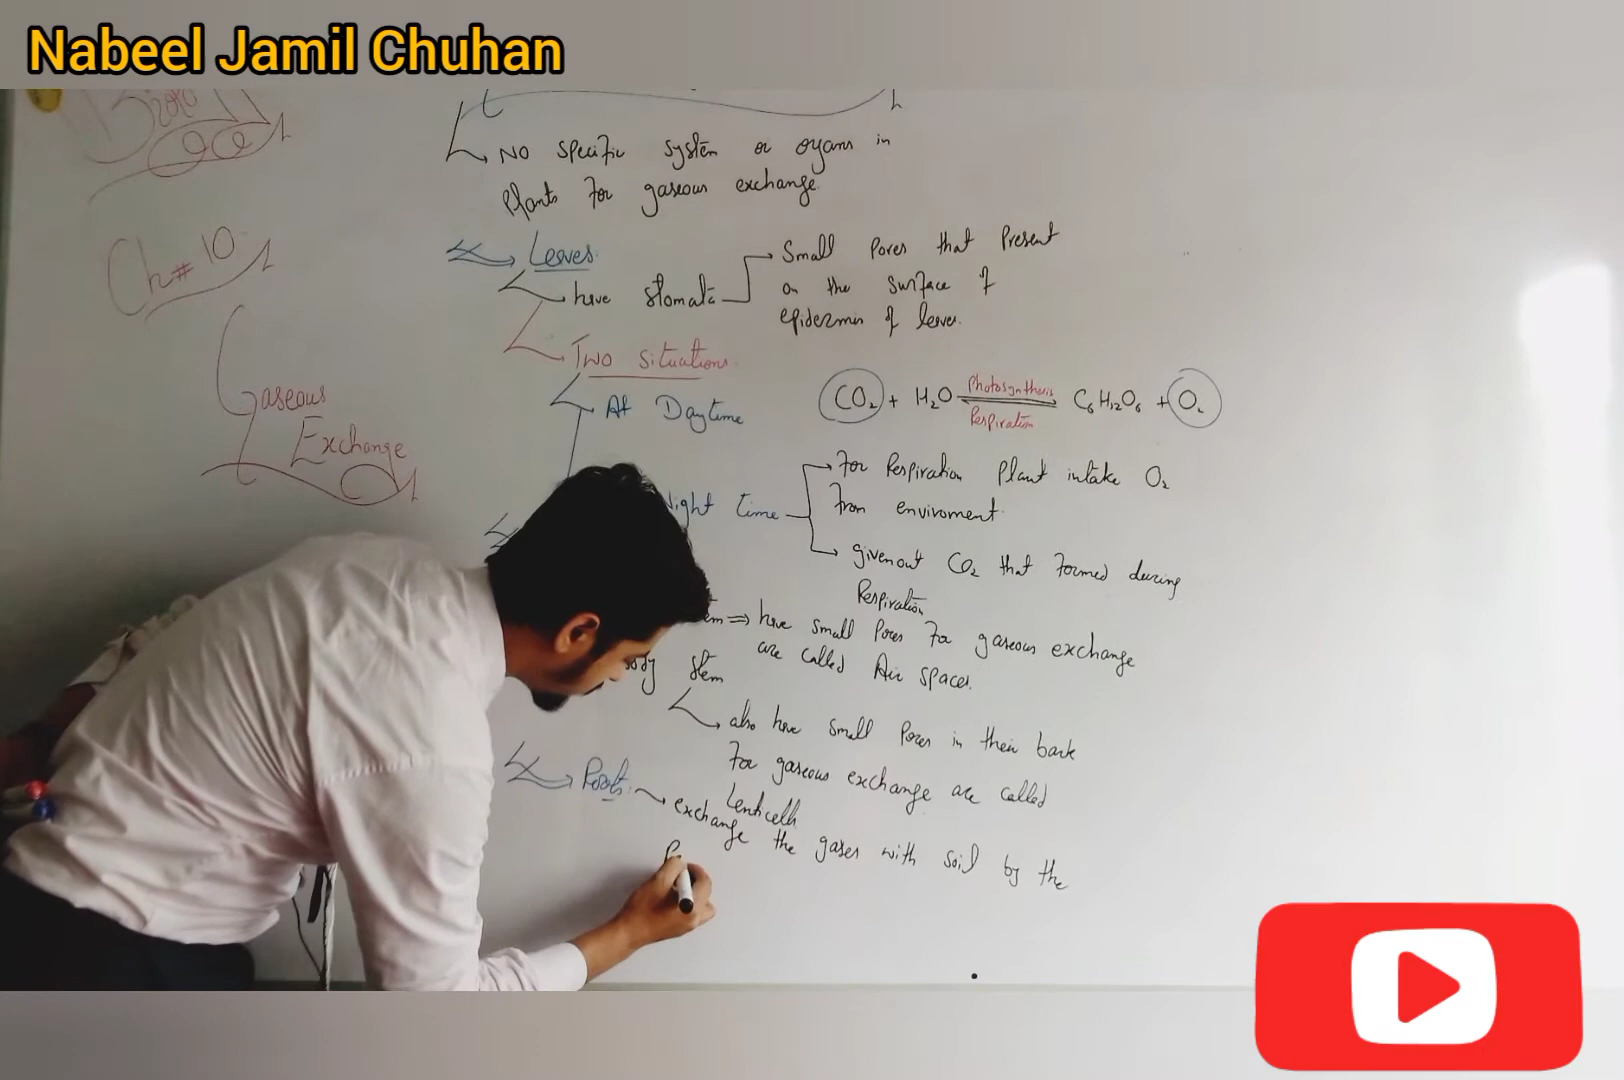 Nabeel Jamil Chuhan
Ch# 10
Gaseous
Exchange
No specific system or organs in
Plants for gaseous exchange.
Leaves
have stomata
Small Pores that Present
on the surface of
epidermis of leaves.
Two situations
At Daytime
CO₂ + H₂O Photosynthesis C₆H₁₂O₆ + O₂
Respiration
Night time
For Respiration Plant intake O₂
from enviroment.
given out CO₂ that formed during
Respiration
have small Pores for gaseous exchange
are called Air spaces.
stem
also have small Pores in their bark
for gaseous exchange are called
Lenticells
Roots
exchange the gases with soil by the